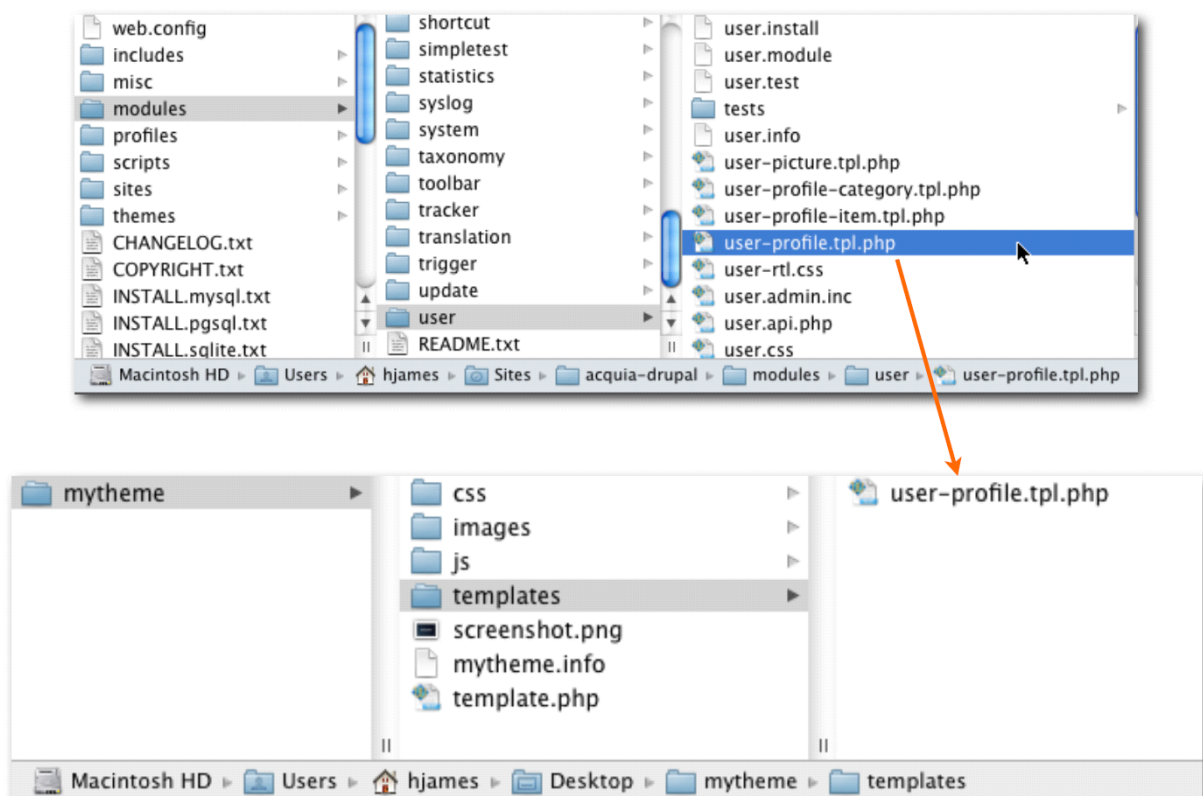 web.config
includes
misc
modules
profiles
scripts
sites
themes
CHANGELOG.txt
COPYRIGHT.txt
INSTALL.mysql.txt
INSTALL.pgsql.txt
INSTALL.sqlite.txt
shortcut
simpletest
statistics
syslog
system
taxonomy
toolbar
tracker
translation
trigger
update
user
README.txt
user.install
user.module
user.test
tests
user.info
user-picture.tpl.php
user-profile-category.tpl.php
user-profile-item.tpl.php
user-profile.tpl.php
user-rtl.css
user.admin.inc
user.api.php
user.css
Macintosh HD Users hjames Sites acquia-drupal modules user user-profile.tpl.php
mytheme
css
images
js
templates
screenshot.png
mytheme.info
template.php
user-profile.tpl.php
Macintosh HD Users hjames Desktop mytheme templates